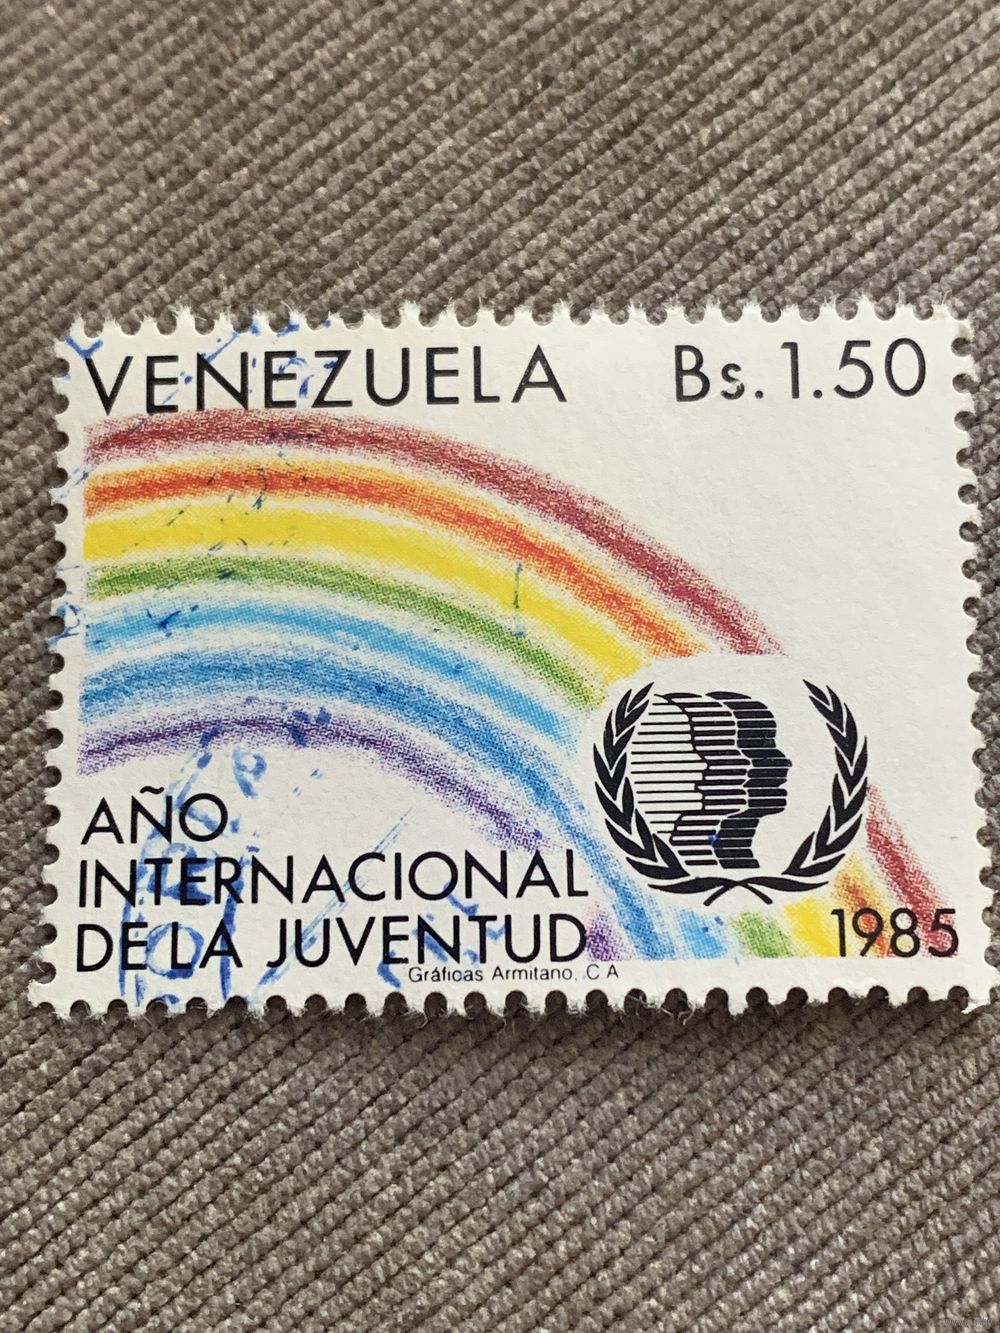 VENEZUELA Bs. 1.50
AÑO
INTERNACIONAL
DE LA JUVENTUD
1985
Gráficas Armitano, C A